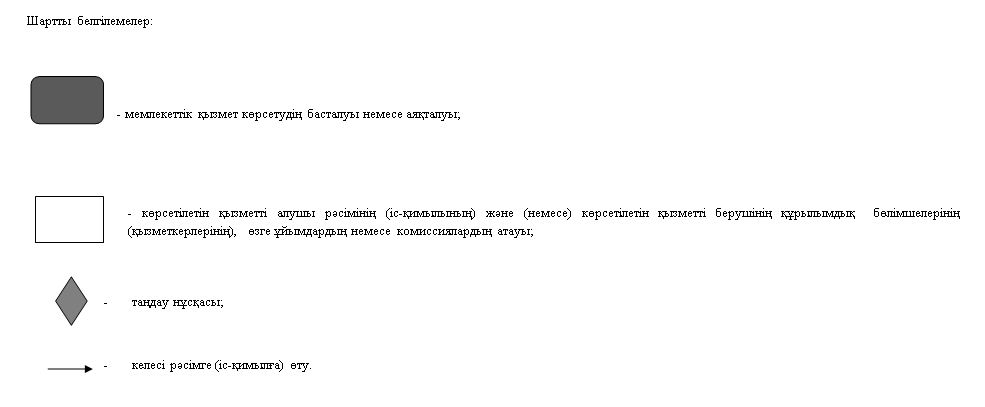 Шартты белгілемелер:
- мемлекеттік қызмет көрсетудің басталуы немесе аяқталуы;
- көрсетілетін қызметті алушы рәсімінің (іс-қимылының) және (немесе) көрсетілетін қызметті берушінің құрылымдық бөлімшелерінің
(қызметкерлерінің), өзге ұйымдардың немесе комиссиялардың атауы;
- таңдау нұсқасы;
- келесі рәсімге (іс-қимылға) өту.